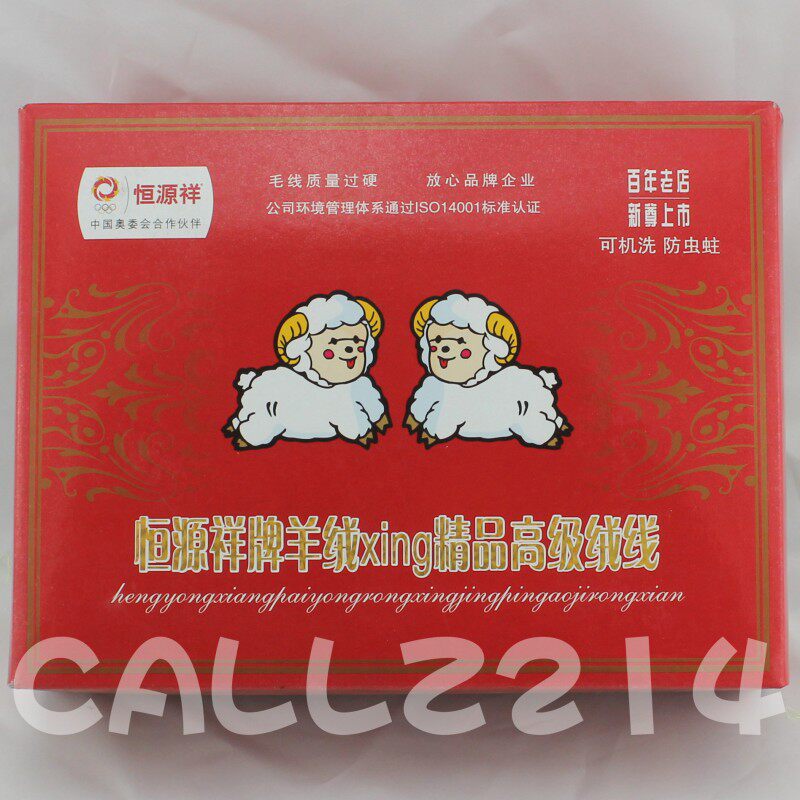 恒源祥®
中国奥委会合作伙伴
毛线质量过硬 放心品牌企业
公司环境管理体系通过ISO14001标准认证
百年老店
新尊上市
可机洗 防虫蛀
恒源祥牌羊绒xing精品高级绒线
hengyongxiangpaiyongrongxingjingpingaojirongxian
CALL2214